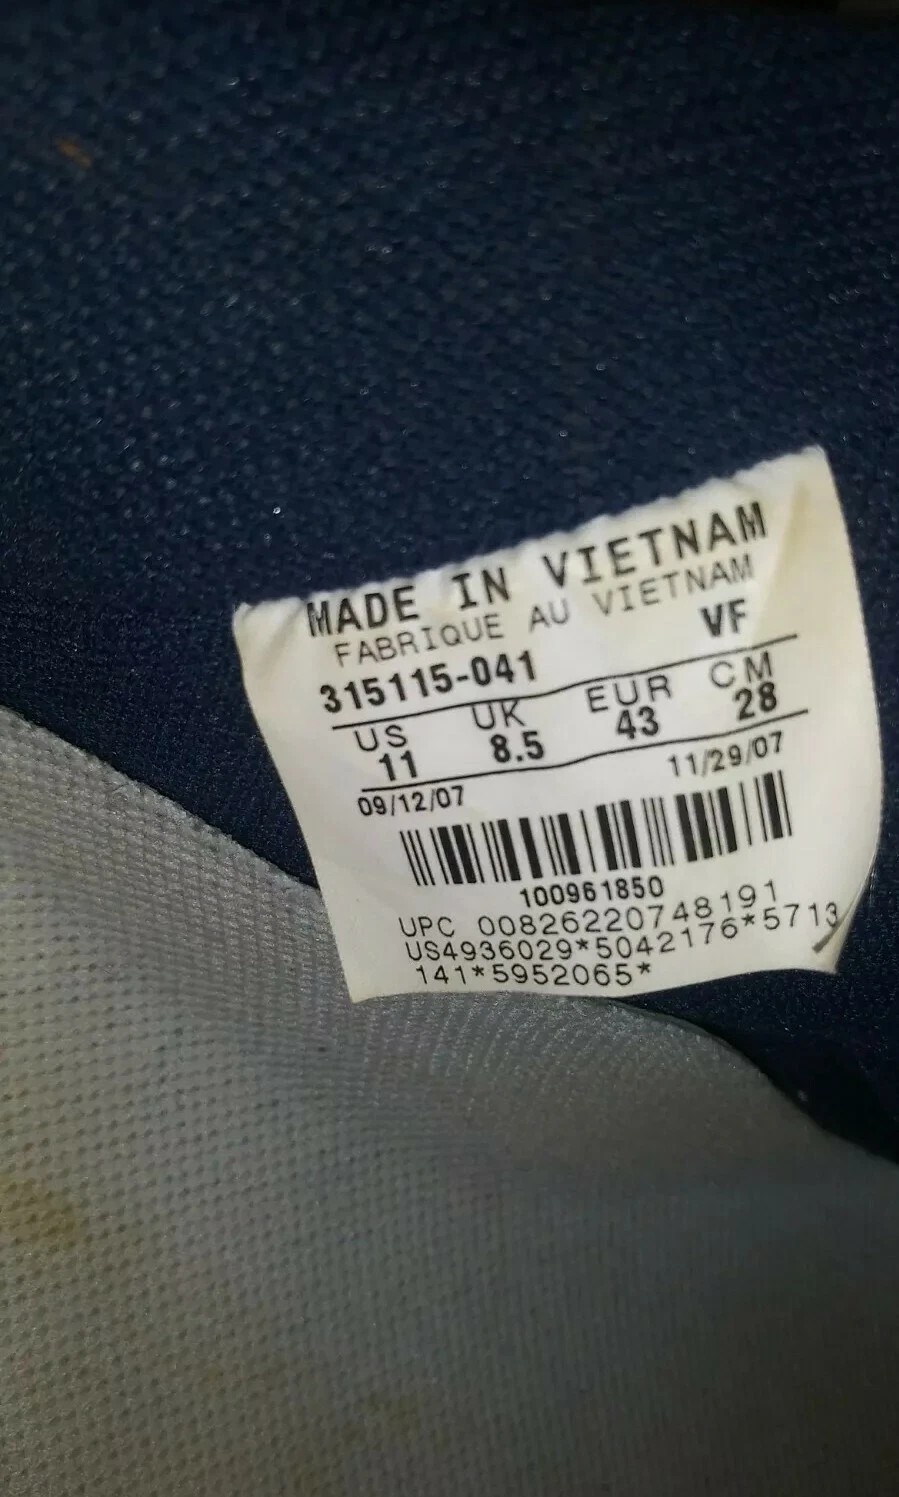 MADE IN VIETNAM
FABRIQUE AU VIETNAM
315115-041 VF
US UK EUR CM
11 8.5 43 28
09/12/07 11/29/07
100961850
UPC 00826220748191
US4936029*5042176*5713
141*5952065*